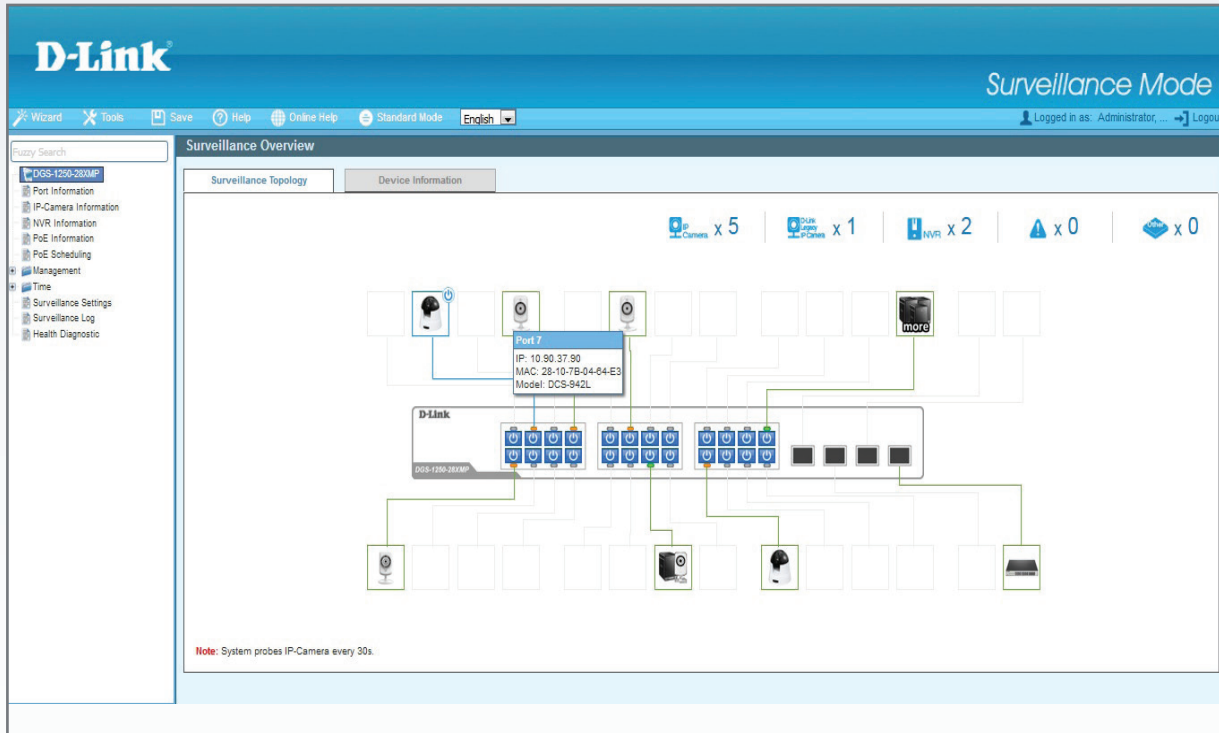 D-Link
Surveillance Mode
Wizard Tools Save Help Online Help Standard Mode English Logged in as: Administrator, ... Logou
Fuzzy Search
DGS-1250-28XMP
Port Information
IP-Camera Information
NVR Information
PoE Information
PoE Scheduling
Management
Time
Surveillance Settings
Surveillance Log
Health Diagnostic
Surveillance Overview
Surveillance Topology Device Information
IP Camera x 5 D-Link Legacy IP Camera x 1 NVR x 2 x 0 Other x 0
more
Port 7
IP: 10.90.37.90
MAC: 28-10-7B-04-64-E3
Model: DCS-942L
D-Link
DGS-1250-28XMP
Note: System probes IP-Camera every 30s.